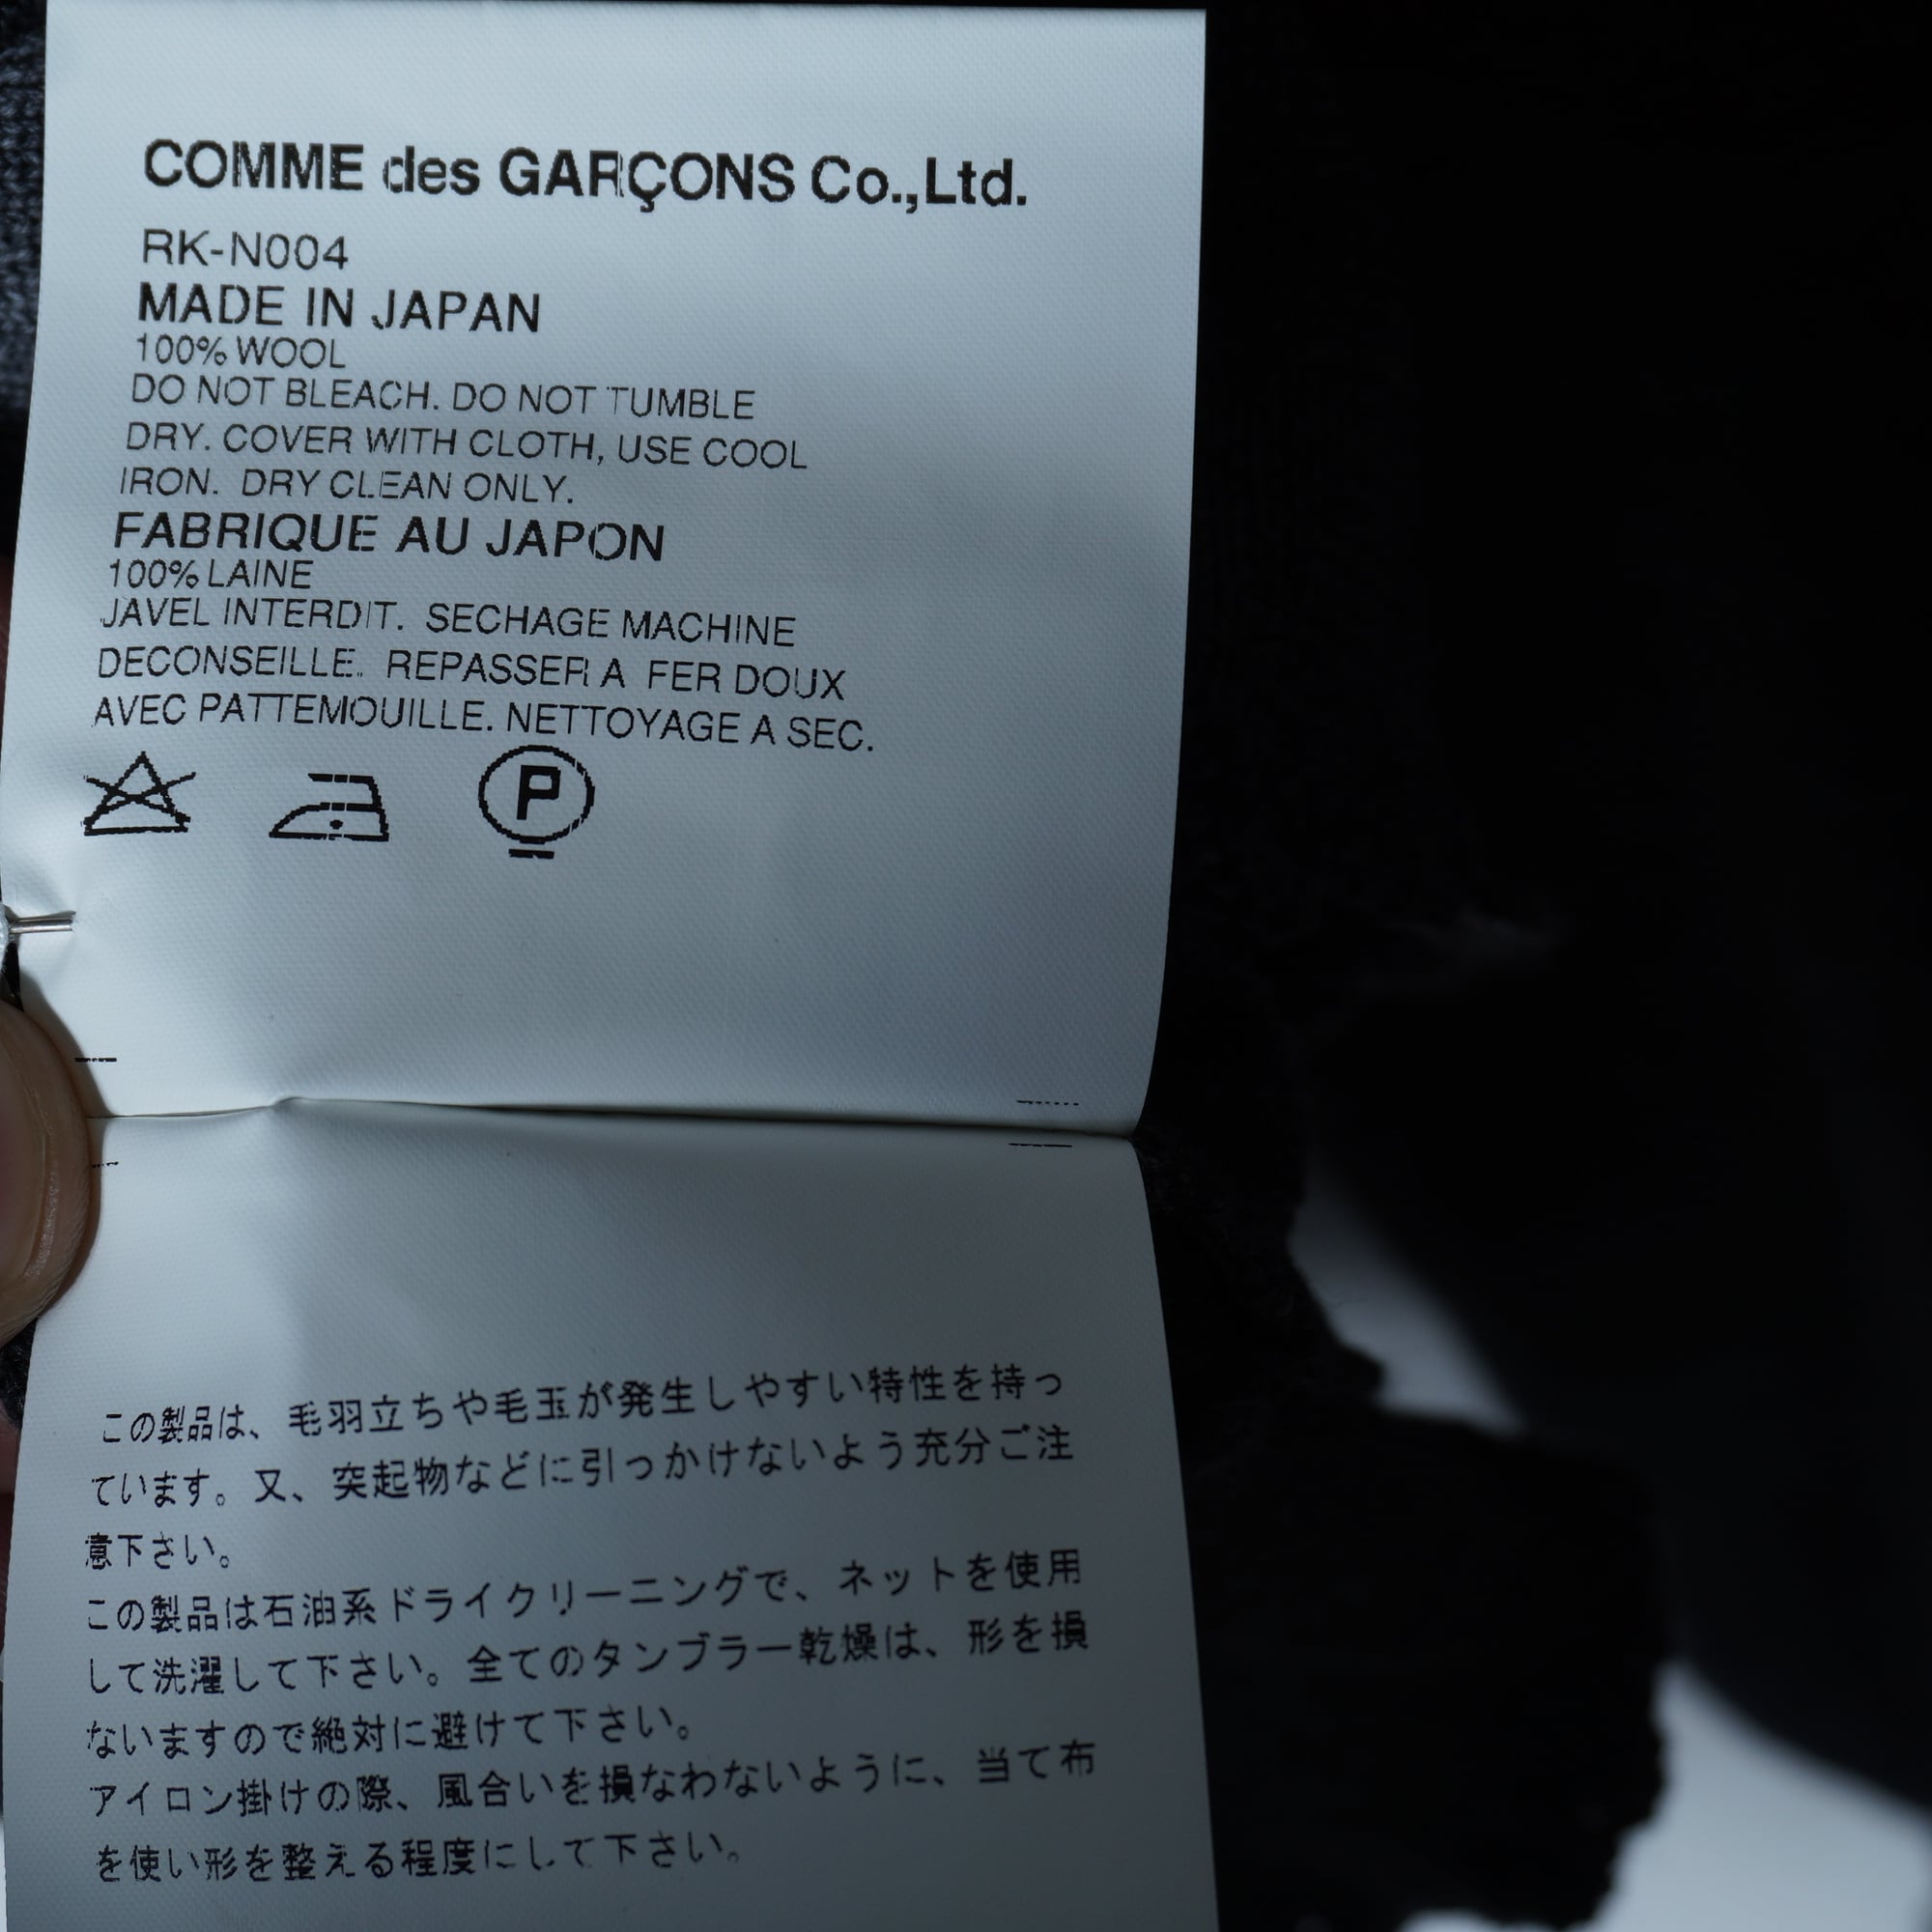 COMME des GARÇONS Co.,Ltd.
RK-N004
MADE IN JAPAN
100% WOOL
DO NOT BLEACH. DO NOT TUMBLE
DRY. COVER WITH CLOTH, USE COOL
IRON. DRY CLEAN ONLY.
FABRIQUE AU JAPON
100% LAINE
JAVEL INTERDIT. SECHAGE MACHINE
DECONSEILLE. REPASSER A FER DOUX
AVEC PATTEMOUILLE. NETTOYAGE A SEC.
P
この製品は、毛羽立ちや毛玉が発生しやすい特性を持っ
ています。又、突起物などに引っかけないよう充分ご注
意下さい。
この製品は石油系ドライクリーニングで、ネットを使用
して洗濯して下さい。全てのタンブラー乾燥は、形を損
ないますので絶対に避けて下さい。
アイロン掛けの際、風合いを損なわないように、当て布
を使い形を整える程度にして下さい。